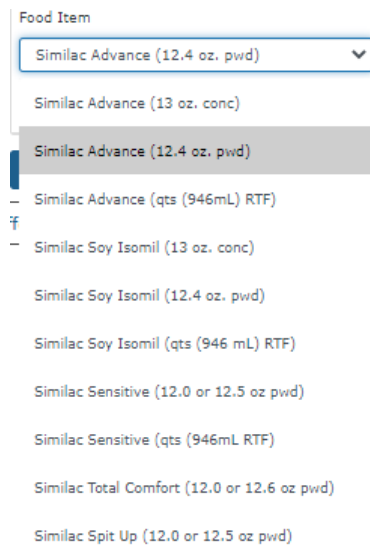 Food Item
Similac Advance (12.4 oz. pwd)
Similac Advance (13 oz. conc)
Similac Advance (12.4 oz. pwd)
Similac Advance (qts (946mL) RTF)
Similac Soy Isomil (13 oz. conc)
Similac Soy Isomil (12.4 oz. pwd)
Similac Soy Isomil (qts (946 mL) RTF)
Similac Sensitive (12.0 or 12.5 oz pwd)
Similac Sensitive (qts (946mL RTF)
Similac Total Comfort (12.0 or 12.6 oz pwd)
Similac Spit Up (12.0 or 12.5 oz pwd)